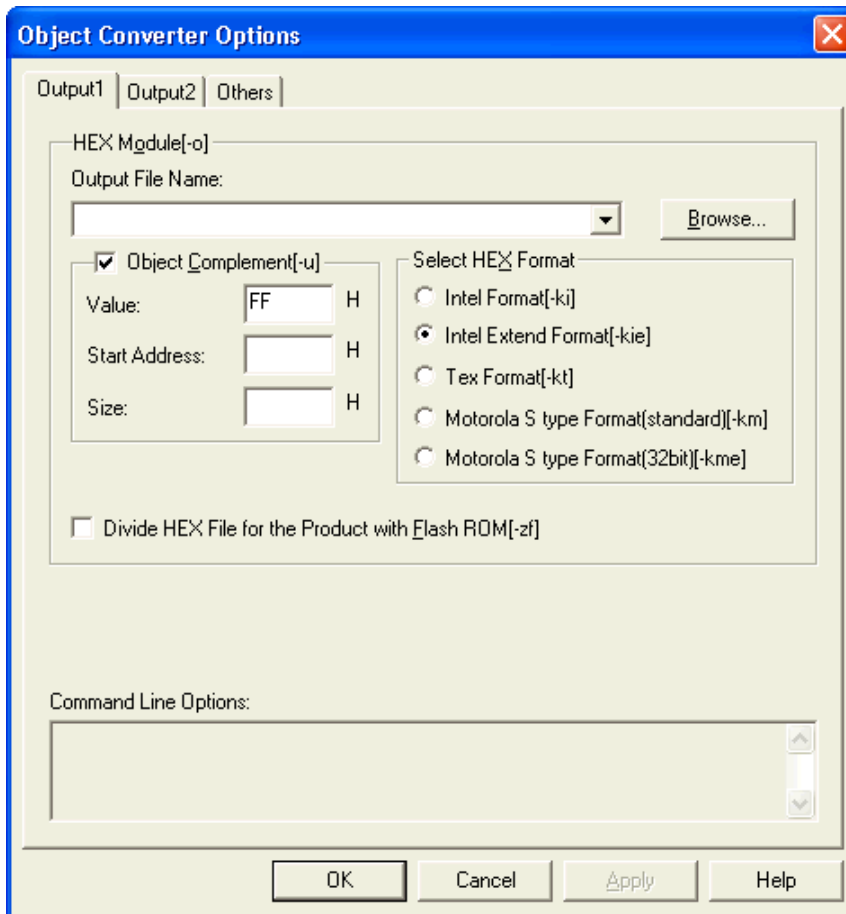 Object Converter Options
Output1 Output2 Others
HEX Module[-o]
Output File Name:
Browse...
Object Complement[-u]
Value: FF H
Start Address: H
Size: H
Select HEX Format
Intel Format[-ki]
Intel Extend Format[-kie]
Tex Format[-kt]
Motorola S type Format(standard)[-km]
Motorola S type Format(32bit)[-kme]
Divide HEX File for the Product with Flash ROM[-zf]
Command Line Options:
OK Cancel Apply Help